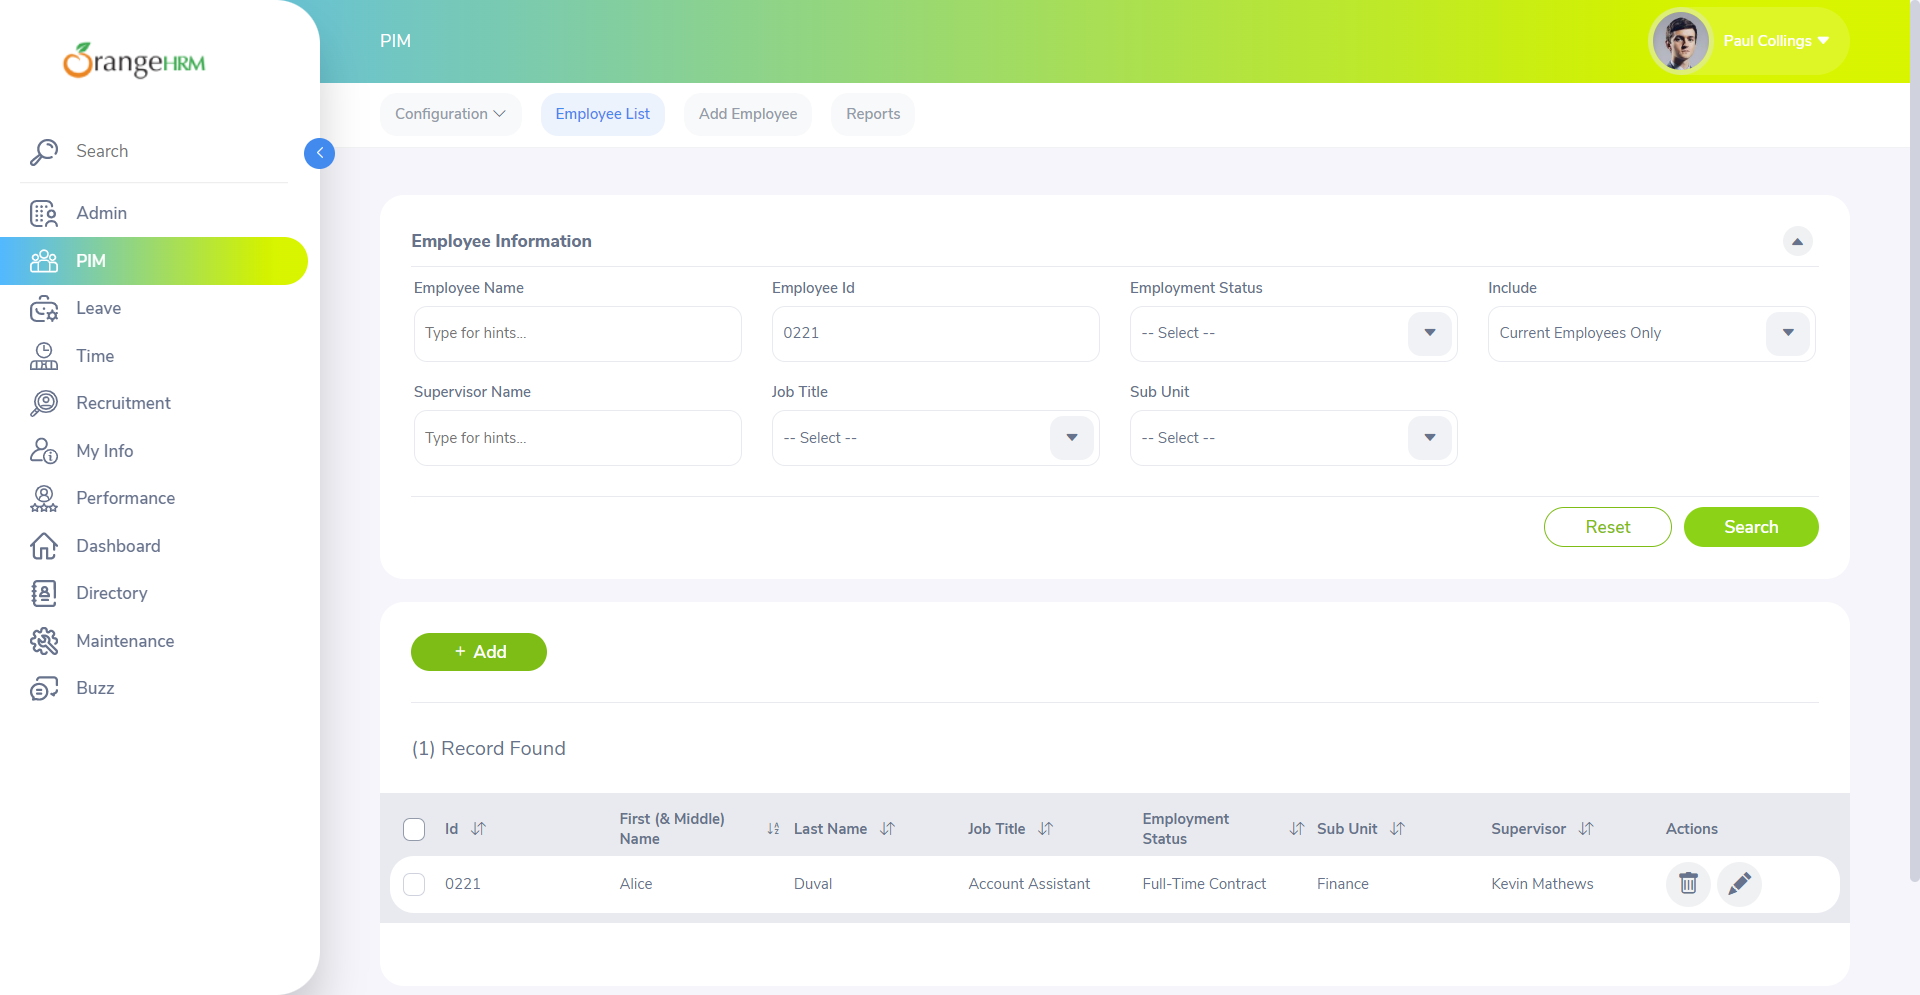 OrangeHRM
PIM
Paul Collings
Configuration
Employee List
Add Employee
Reports
Search
Admin
PIM
Leave
Time
Recruitment
My Info
Performance
Dashboard
Directory
Maintenance
Buzz
Employee Information
Employee Name
Employee Id
Employment Status
Include
Type for hints...
0221
-- Select --
Current Employees Only
Supervisor Name
Job Title
Sub Unit
Type for hints...
-- Select --
-- Select --
Reset
Search
+ Add
(1) Record Found
Id
First (& Middle)
Name
Last Name
Job Title
Employment
Status
Sub Unit
Supervisor
Actions
0221
Alice
Duval
Account Assistant
Full-Time Contract
Finance
Kevin Mathews